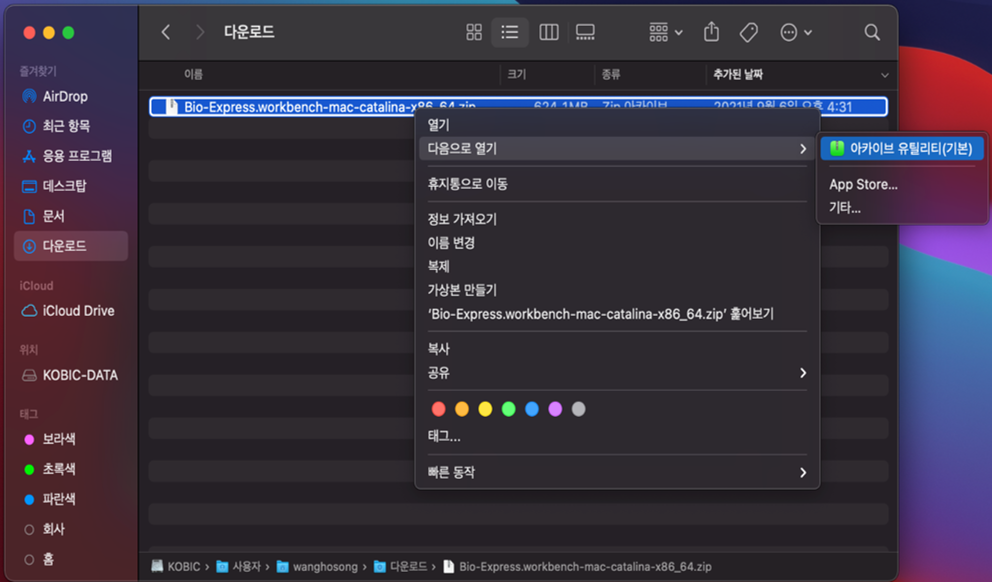 다운로드
즐겨찾기
AirDrop
최근 항목
응용 프로그램
데스크탑
문서
다운로드
iCloud
iCloud Drive
위치
KOBIC-DATA
태그
보라색
초록색
파란색
회사
홈
이름 크기 종류 추가된 날짜
Bio-Express.workbench-mac-catalina-x86_64.zip 624.1MB Zip 아카이브 2021년 9월 6일 오후 4:31
열기
다음으로 열기
휴지통으로 이동
정보 가져오기
이름 변경
복제
가상본 만들기
‘Bio-Express.workbench-mac-catalina-x86_64.zip’ 훑어보기
복사
공유
태그...
빠른 동작
아카이브 유틸리티(기본)
App Store...
기타...
KOBIC › 사용자 › wanghosong › 다운로드 › Bio-Express.workbench-mac-catalina-x86_64.zip